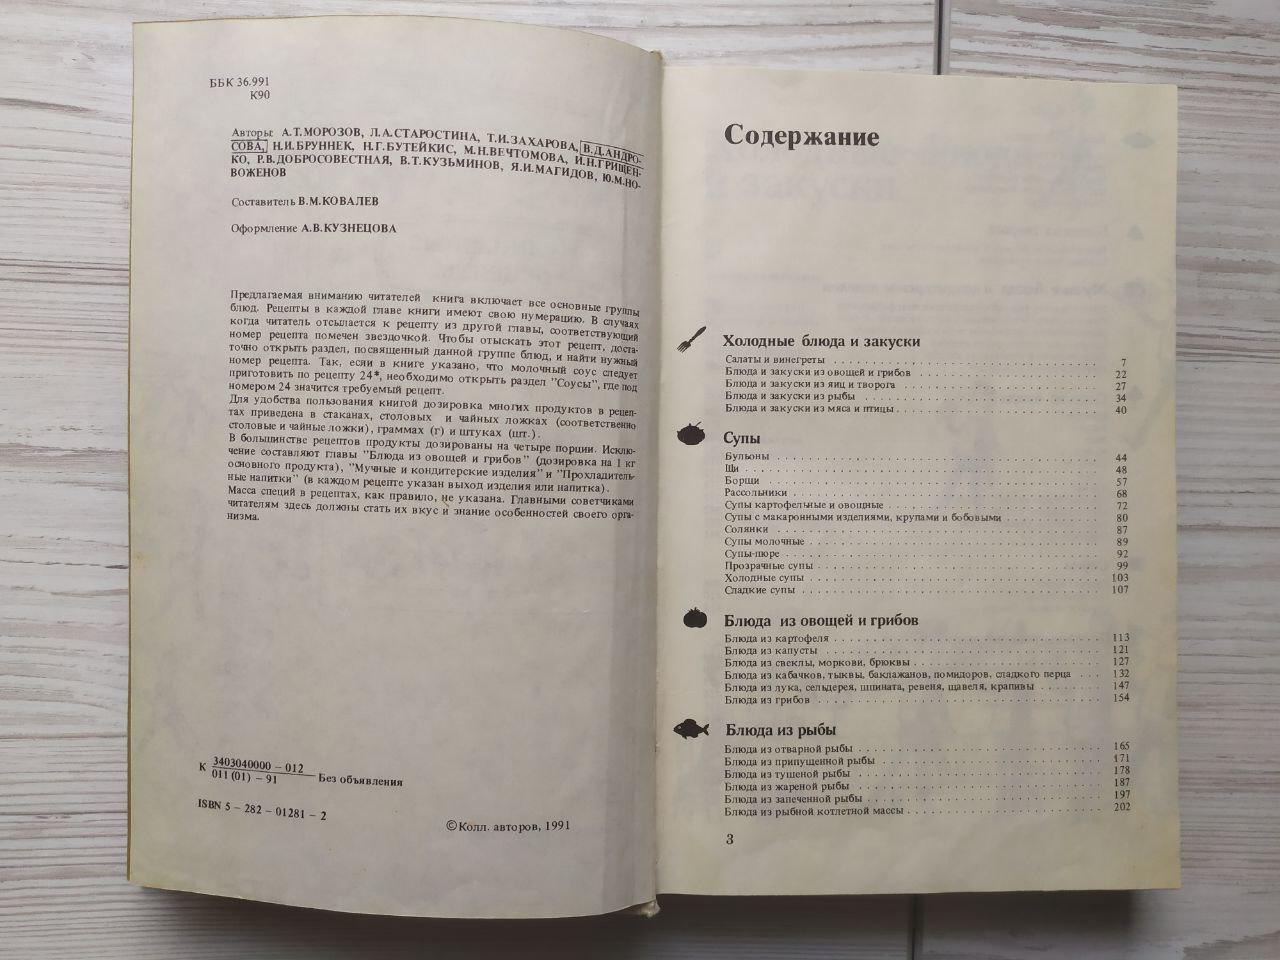 ББК 36.991
К90
Авторы: А.Т.МОРОЗОВ, Л.А.СТАРОСТИНА, Т.И.ЗАХАРОВА, В.Д.АНДРО-
СОВА, Н.И.БРУННЕК, Н.Г.БУТЕЙКИС, М.Н.ВЕЧТОМОВА, И.Н.ГРИЩЕН-
КО, Р.В.ДОБРОСОВЕСТНАЯ, В.Т.КУЗЬМИНОВ, Я.И.МАГИДОВ, Ю.М.НО-
ВОЖЕНОВ
Составитель В.М.КОВАЛЕВ
Оформление А.В.КУЗНЕЦОВА
Предлагаемая вниманию читателей книга включает все основные группы
блюд. Рецепты в каждой главе книги имеют свою нумерацию. В случаях
когда читатель отсылается к рецепту из другой главы, соответствующий
номер рецепта помечен звездочкой. Чтобы отыскать этот рецепт, доста-
точно открыть раздел, посвященный данной группе блюд, и найти нужный
номер рецепта. Так, если в книге указано, что молочный соус следует
приготовить по рецепту 24*, необходимо открыть раздел "Соусы", где под
номером 24 значится требуемый рецепт.
Для удобства пользования книгой дозировка многих продуктов в рецеп-
тах приведена в стаканах, столовых и чайных ложках (соответственно
столовые и чайные ложки), граммах (г) и штуках (шт.).
В большинстве рецептов продукты дозированы на четыре порции. Исклю-
чение составляют главы "Блюда из овощей и грибов" (дозировка на 1 кг
основного продукта), "Мучные и кондитерские изделия" и "Прохладитель-
ные напитки" (в каждом рецепте указан выход изделия или напитка).
Масса специй в рецептах, как правило, не указана. Главными советчиками
читателям здесь должны стать их вкус и знание особенностей своего орга-
низма.
К 3403040000 – 012
011 (01) – 91 Без объявления
ISBN 5 – 282 – 01281 – 2
© Колл. авторов, 1991
Содержание
Холодные блюда и закуски
Салаты и винегреты . . . . . . . . . . 7
Блюда и закуски из овощей и грибов . . . . . . . . . . 22
Блюда и закуски из яиц и творога . . . . . . . . . . 27
Блюда и закуски из рыбы . . . . . . . . . . 34
Блюда и закуски из мяса и птицы . . . . . . . . . . 40
Супы
Бульоны . . . . . . . . . . 44
Щи . . . . . . . . . . 48
Борщи . . . . . . . . . . 57
Рассольники . . . . . . . . . . 68
Супы картофельные и овощные . . . . . . . . . . 72
Супы с макаронными изделиями, крупами и бобовыми . . . . . . . . . . 80
Солянки . . . . . . . . . . 87
Супы молочные . . . . . . . . . . 89
Супы-пюре . . . . . . . . . . 92
Прозрачные супы . . . . . . . . . . 99
Холодные супы . . . . . . . . . . 103
Сладкие супы . . . . . . . . . . 107
Блюда из овощей и грибов
Блюда из картофеля . . . . . . . . . . 113
Блюда из капусты . . . . . . . . . . 121
Блюда из свеклы, моркови, брюквы . . . . . . . . . . 127
Блюда из кабачков, тыквы, баклажанов, помидоров, сладкого перца . . . 132
Блюда из лука, сельдерея, шпината, ревеня, щавеля, крапивы . . . . . . . 147
Блюда из грибов . . . . . . . . . . 154
Блюда из рыбы
Блюда из отварной рыбы . . . . . . . . . . 165
Блюда из припущенной рыбы . . . . . . . . . . 171
Блюда из тушеной рыбы . . . . . . . . . . 178
Блюда из жареной рыбы . . . . . . . . . . 187
Блюда из запеченной рыбы . . . . . . . . . . 197
Блюда из рыбной котлетной массы . . . . . . . . . . 202
3